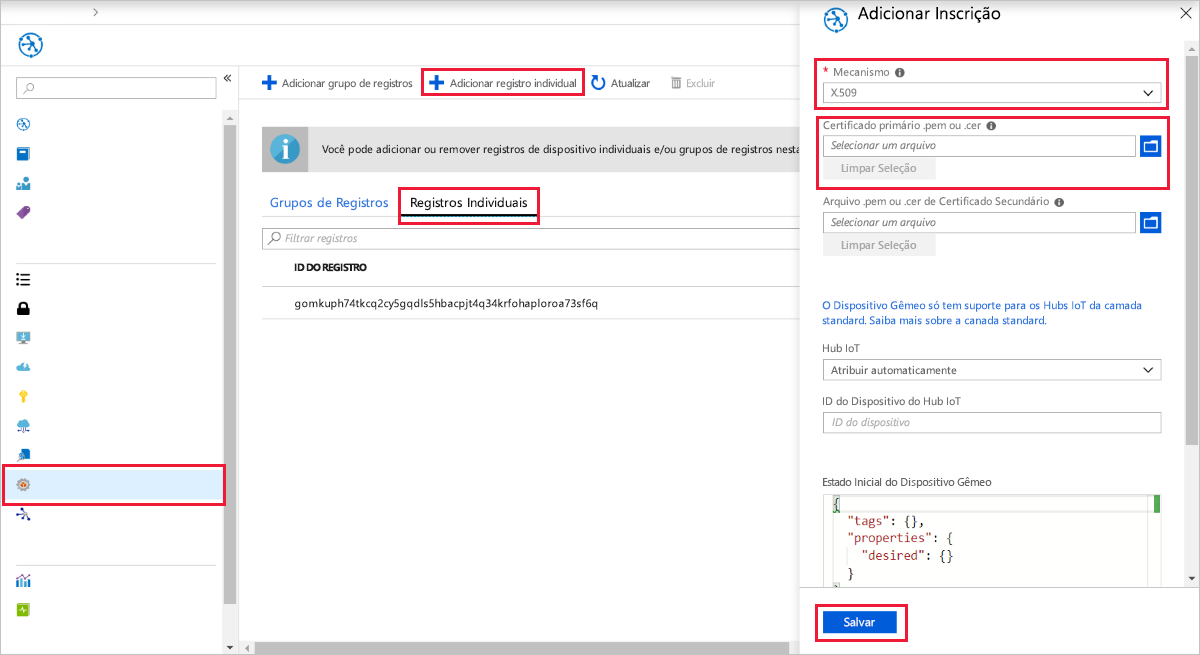 Adicionar Inscrição
Adicionar grupo de registros
Adicionar registro individual
Atualizar
Excluir
Você pode adicionar ou remover registros de dispositivo individuais e/ou grupos de registros nesta
Grupos de Registros
Registros Individuais
Filtrar registros
ID DO REGISTRO
gomkuph74tkcq2cy5gqdls5hbacpjt4q34krfohaploroa73sf6q
* Mecanismo
X.509
Certificado primário .pem ou .cer
Selecionar um arquivo
Limpar Seleção
Arquivo .pem ou .cer de Certificado Secundário
Selecionar um arquivo
Limpar Seleção
O Dispositivo Gêmeo só tem suporte para os Hubs IoT da camada
standard. Saiba mais sobre a canada standard.
Hub IoT
Atribuir automaticamente
ID do Dispositivo do Hub IoT
ID do dispositivo
Estado Inicial do Dispositivo Gêmeo
{
"tags": {},
"properties": {
"desired": {}
}
}
Salvar